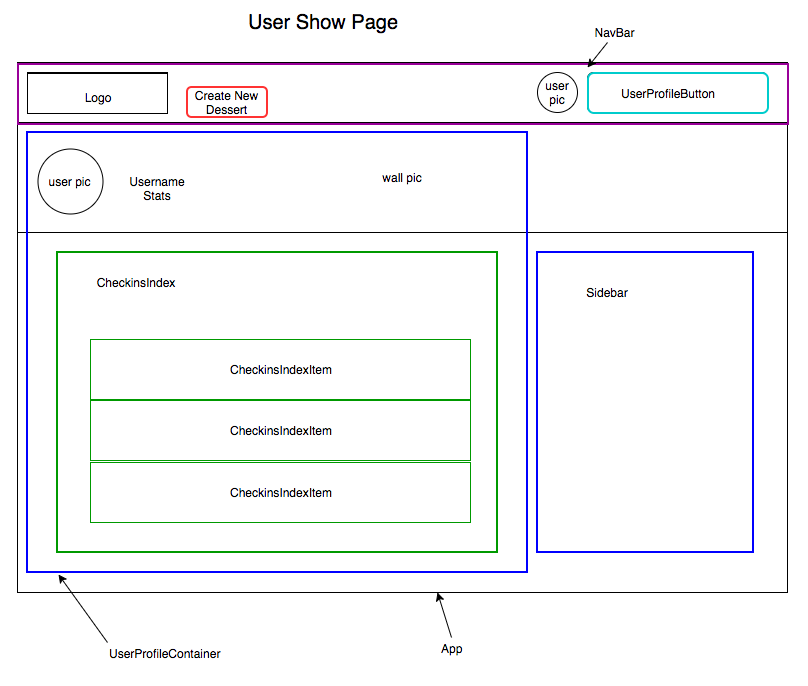 User Show Page
NavBar
Logo
Create New
Dessert
user
pic
UserProfileButton
user pic
Username
Stats
wall pic
CheckinsIndex
Sidebar
CheckinsIndexItem
CheckinsIndexItem
CheckinsIndexItem
UserProfileContainer
App